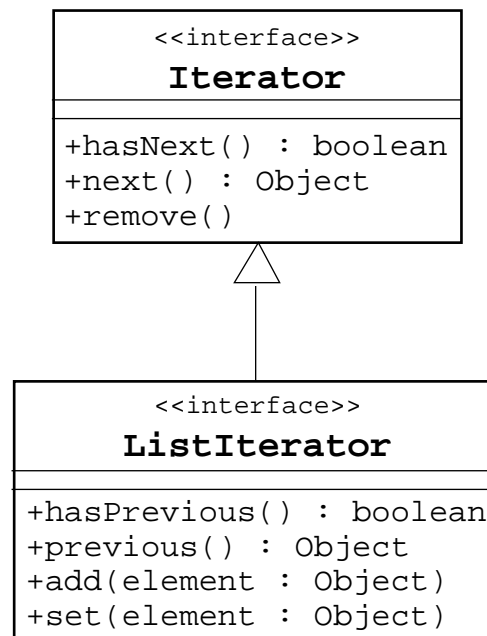 <<interface>>
Iterator
+hasNext() : boolean
+next() : Object
+remove()
<<interface>>
ListIterator
+hasPrevious() : boolean
+previous() : Object
+add(element : Object)
+set(element : Object)